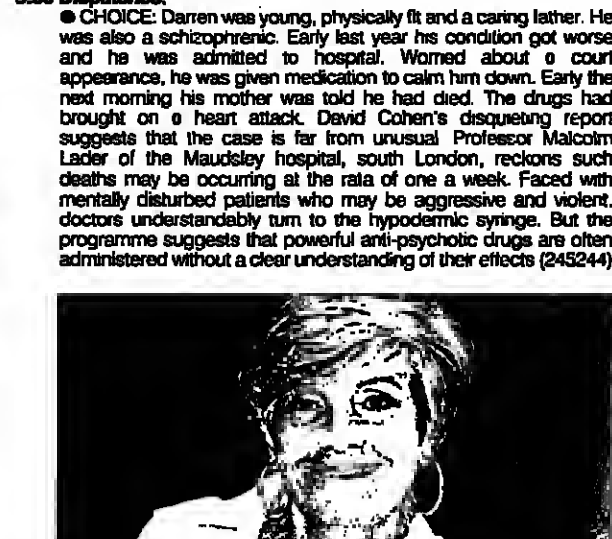 ● CHOICE: Darren was young, physically fit and a caring lather. He
was also a schizophrenic. Early last year his condition got worse
and he was admitted to hospital. Worried about o court
appearance, he was given medication to calm him down. Early the
next morning his mother was told he had died. The drugs had
brought on o heart attack. David Cohen's disquieting report
suggests that the case is far from unusual Professor Malcolm
Lader of the Maudsley hospital, south London, reckons such
deaths may be occurring at the rata of one a week. Faced with
mentally disturbed patients who may be aggressive and violent,
doctors understandably turn to the hypodermic syringe. But the
programme suggests that powerful anti-psychotic drugs are often
administered without a clear understanding of their effects (245244)